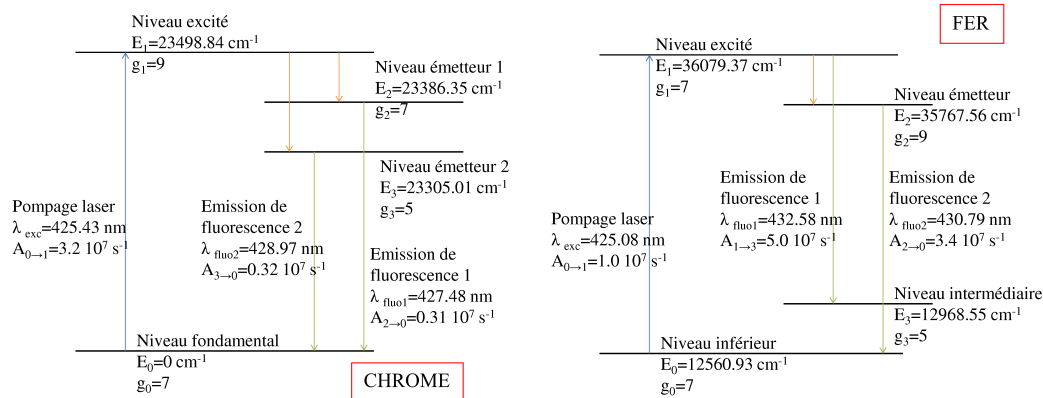 Niveau excité
E1=23498.84 cm-1
g1=9
Niveau émetteur 1
E2=23386.35 cm-1
g2=7
Niveau émetteur 2
E3=23305.01 cm-1
g3=5
Pompage laser
λ exc=425.43 nm
A0→1=3.2 10⁷ s-1
Emission de
fluorescence 2
λ fluo2=428.97 nm
A3→0=0.32 10⁷ s-1
Emission de
fluorescence 1
λ fluo1=427.48 nm
A2→0=0.31 10⁷ s-1
Niveau fondamental
E0=0 cm-1
g0=7
CHROME
FER
Niveau excité
E1=36079.37 cm-1
g1=7
Niveau émetteur
E2=35767.56 cm-1
g2=9
Emission de
fluorescence 1
λ fluo1=432.58 nm
A1→3=5.0 10⁷ s-1
Emission de
fluorescence 2
λ fluo2=430.79 nm
A2→0=3.4 10⁷ s-1
Pompage laser
λ exc=425.08 nm
A0→1=1.0 10⁷ s-1
Niveau intermédiaire
E3=12968.55 cm-1
g3=5
Niveau inférieur
E0=12560.93 cm-1
g0=7